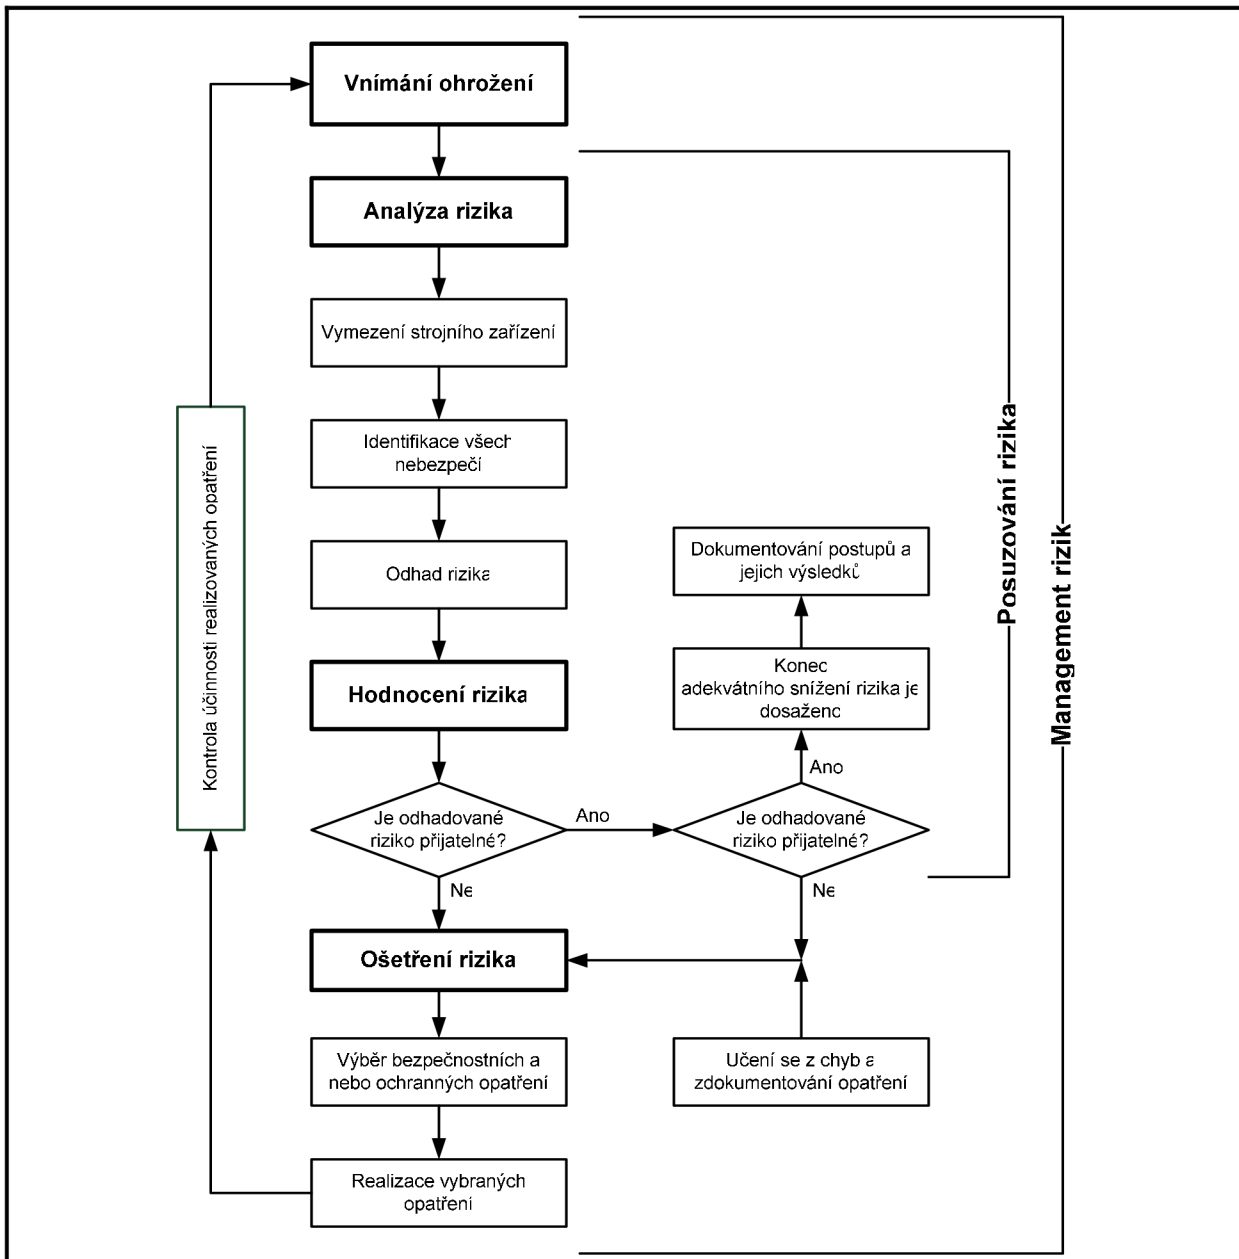 Vnímání ohrožení
Analýza rizika
Vymezení strojního zařízení
Identifikace všech
nebezpečí
Odhad rizika
Hodnocení rizika
Je odhadované
riziko přijatelné?
Ano
Ne
Ošetření rizika
Výběr bezpečnostních a
nebo ochranných opatření
Realizace vybraných
opatření
Kontrola účinnosti realizovaných opatření
Dokumentování postupů a
jejich výsledků
Konec
adekvátního snížení rizika je
dosaženo
Ano
Je odhadované
riziko přijatelné?
Ne
Učení se z chyb a
zdokumentování opatření
Posuzování rizika
Management rizik